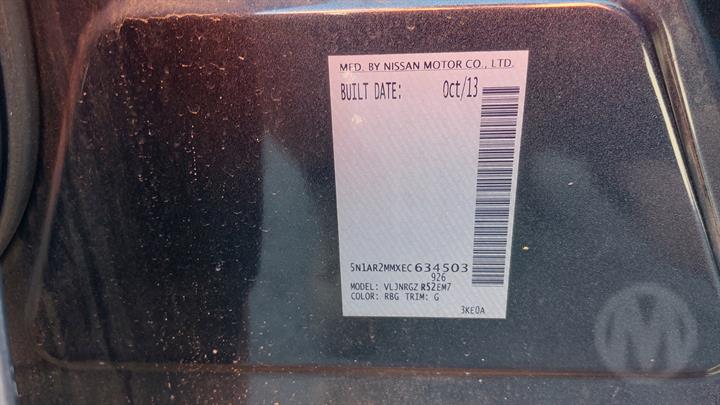 MFD. BY NISSAN MOTOR CO., LTD.
BUILT DATE: Oct/13
5N1AR2MMXEC634503
926
MODEL: VLJNRGZ R52EM7
COLOR: RBG TRIM: G
3KE0A
M